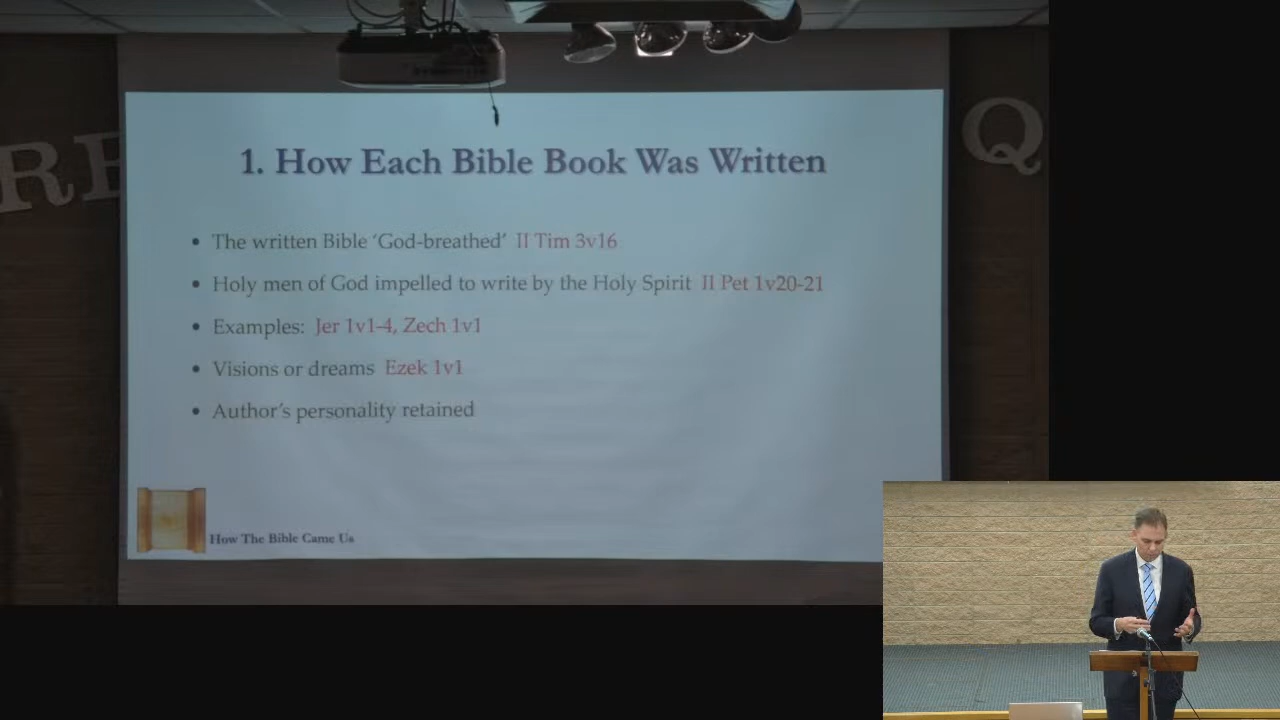 RE
Q
1. How Each Bible Book Was Written
• The written Bible ‘God-breathed’ II Tim 3v16
• Holy men of God impelled to write by the Holy Spirit II Pet 1v20-21
• Examples: Jer 1v1-4, Zech 1v1
• Visions or dreams Ezek 1v1
• Author’s personality retained
How The Bible Came Us